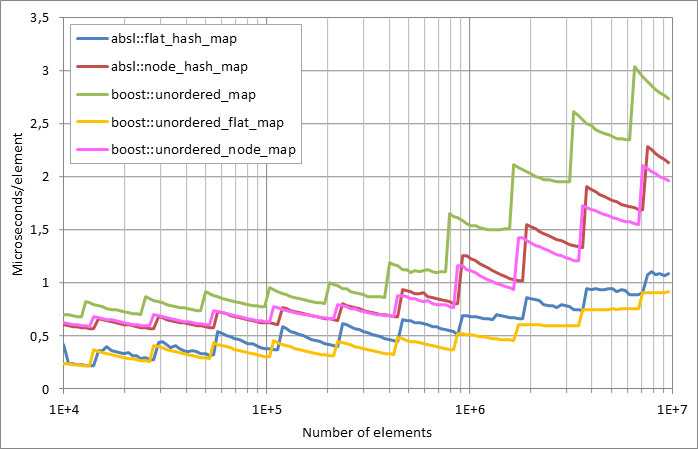 3,5
3
2,5
2
1,5
1
0,5
0
Microseconds/element
absl::flat_hash_map
absl::node_hash_map
boost::unordered_map
boost::unordered_flat_map
boost::unordered_node_map
1E+4
1E+5
1E+6
1E+7
Number of elements